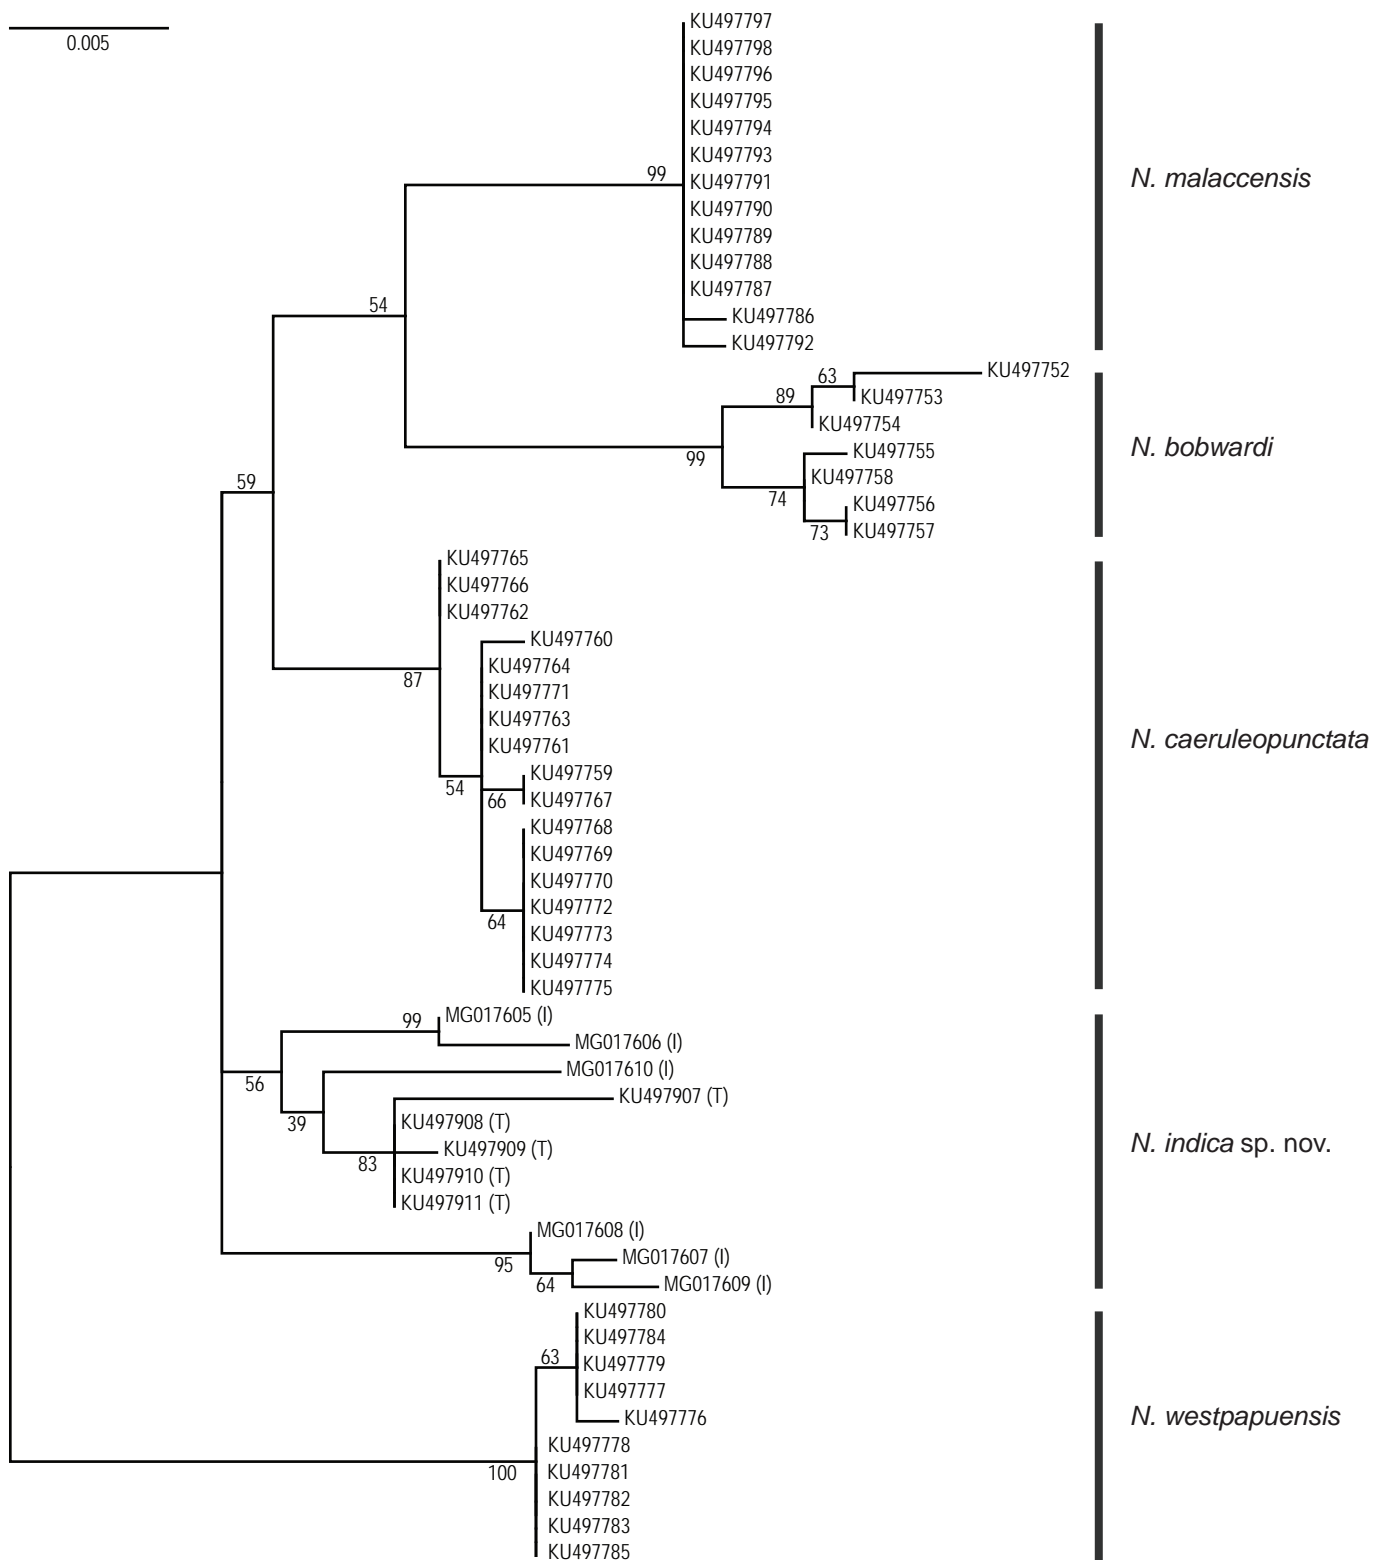 0.005
KU497797
KU497798
KU497796
KU497795
KU497794
KU497793
99
KU497791
N. malaccensis
KU497790
KU497789
KU497788
KU497787
54
KU497786
KU497792
KU497752
63
KU497753
89
KU497754
N. bobwardi
99
KU497755
KU497758
74
KU497756
59
KU497757
73
KU497765
KU497766
KU497762
KU497760
KU497764
87
KU497771
KU497763
KU497761
N. caeruleopunctata
KU497759
54
66
KU497767
KU497768
KU497769
KU497770
KU497772
64
KU497773
KU497774
KU497775
99
MG017605 (I)
MG017606 (I)
MG017610 (I)
56
KU497907 (T)
39
KU497908 (T)
KU497909 (T)
N. indica sp. nov.
83
KU497910 (T)
KU497911 (T)
MG017608 (I)
95
MG017607 (I)
64
MG017609 (I)
KU497780
KU497784
63
KU497779
KU497777
KU497776
N. westpapuensis
KU497778
100
KU497781
KU497782
KU497783
KU497785